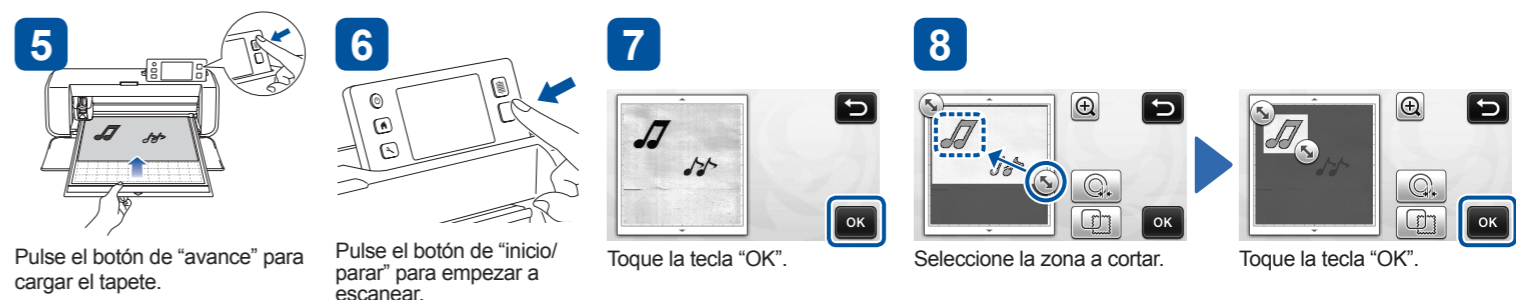 5
Pulse el botón de “avance” para
cargar el tapete.
6
Pulse el botón de “inicio/
parar” para empezar a
escanear.
7
OK
Toque la tecla “OK”.
8
OK
Seleccione la zona a cortar.
OK
Toque la tecla “OK”.